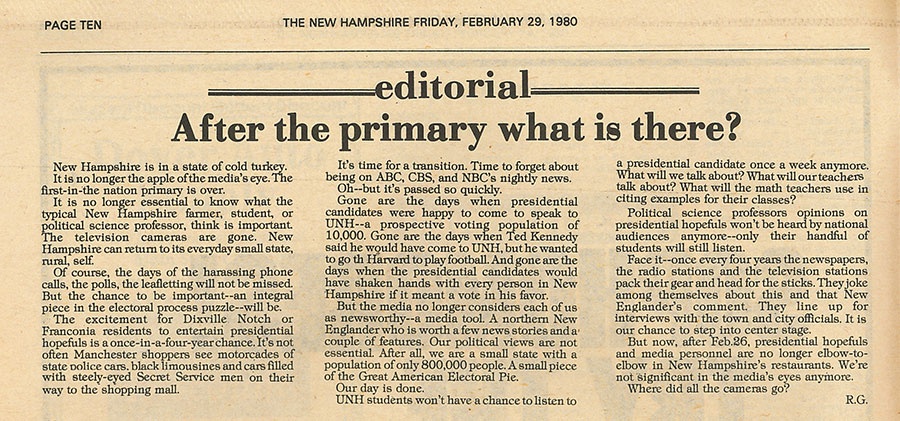 PAGE TEN
THE NEW HAMPSHIRE FRIDAY, FEBRUARY 29, 1980
editorial
After the primary what is there?
New Hampshire is in a state of cold turkey.
It is no longer the apple of the media's eye. The
first-in-the nation primary is over.
It is no longer essential to know what the
typical New Hampshire farmer, student, or
political science professor, think is important.
The television cameras are gone. New
Hampshire can return to its everyday small state,
rural, self.
Of course, the days of the harassing phone
calls, the polls, the leafletting will not be missed.
But the chance to be important--an integral
piece in the electoral process puzzle--will be.
The excitement for Dixville Notch or
Franconia residents to entertain presidential
hopefuls is a once-in-a-four-year chance. It's not
often Manchester shoppers see motorcades of
state police cars, black limousines and cars filled
with steely-eyed Secret Service men on their
way to the shopping mall.
It's time for a transition. Time to forget about
being on ABC, CBS, and NBC's nightly news.
Oh--but it's passed so quickly.
Gone are the days when presidential
candidates were happy to come to speak to
UNH--a prospective voting population of
10,000. Gone are the days when Ted Kennedy
said he would have come to UNH, but he wanted
to go th Harvard to play football. And gone are the
days when the presidential candidates would
have shaken hands with every person in New
Hampshire if it meant a vote in his favor.
But the media no longer considers each of us
as newsworthy--a media tool. A northern New
Englander who is worth a few news stories and a
couple of features. Our political views are not
essential. After all, we are a small state with a
population of only 800,000 people. A small piece
of the Great American Electoral Pie.
Our day is done.
UNH students won't have a chance to listen to
a presidential candidate once a week anymore.
What will we talk about? What will our teachers
talk about? What will the math teachers use in
citing examples for their classes?
Political science professors opinions on
presidential hopefuls won't be heard by national
audiences anymore--only their handful of
students will still listen.
Face it--once every four years the newspapers,
the radio stations and the television stations
pack their gear and head for the sticks. They joke
among themselves about this and that New
Englander's comment. They line up for
interviews with the town and city officials. It is
our chance to step into center stage.
But now, after Feb.26, presidential hopefuls
and media personnel are no longer elbow-to-
elbow in New Hampshire's restaurants. We're
not significant in the media's eyes anymore.
Where did all the cameras go?
R.G.